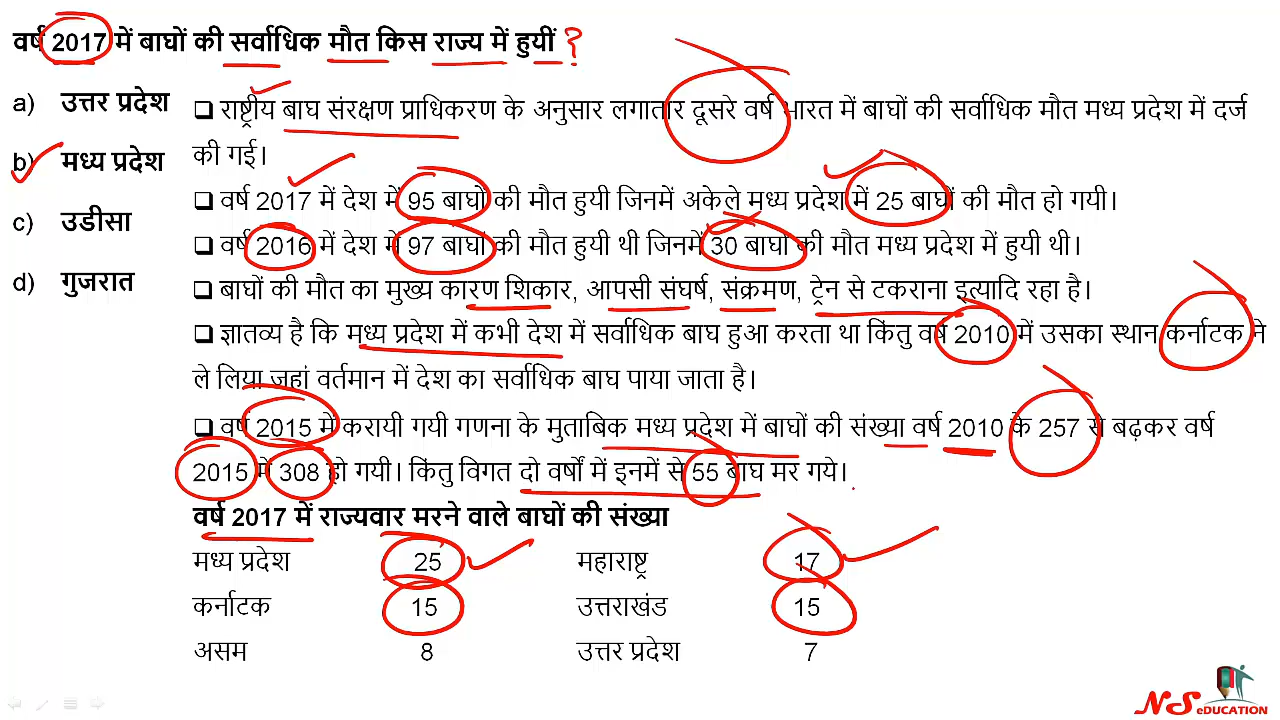 वर्ष 2017 में बाघों की सर्वाधिक मौत किस राज्य में हुयीं ?
a) उत्तर प्रदेश
b) मध्य प्रदेश
c) उडीसा
d) गुजरात
❑ राष्ट्रीय बाघ संरक्षण प्राधिकरण के अनुसार लगातार दूसरे वर्ष भारत में बाघों की सर्वाधिक मौत मध्य प्रदेश में दर्ज
की गई।
❑ वर्ष 2017 में देश में 95 बाघों की मौत हुयी जिनमें अकेले मध्य प्रदेश में 25 बाघों की मौत हो गयी।
❑ वर्ष 2016 में देश में 97 बाघों की मौत हुयी थी जिनमें 30 बाघों की मौत मध्य प्रदेश में हुयी थी।
❑ बाघों की मौत का मुख्य कारण शिकार, आपसी संघर्ष, संक्रमण, ट्रेन से टकराना इत्यादि रहा है।
❑ ज्ञातव्य है कि मध्य प्रदेश में कभी देश में सर्वाधिक बाघ हुआ करता था किंतु वर्ष 2010 में उसका स्थान कर्नाटक ने
ले लिया जहां वर्तमान में देश का सर्वाधिक बाघ पाया जाता है।
❑ वर्ष 2015 में करायी गयी गणना के मुताबिक मध्य प्रदेश में बाघों की संख्या वर्ष 2010 के 257 से बढ़कर वर्ष
2015 में 308 हो गयी। किंतु विगत दो वर्षों में इनमें से 55 बाघ मर गये।
वर्ष 2017 में राज्यवार मरने वाले बाघों की संख्या
मध्य प्रदेश 25 महाराष्ट्र 17
कर्नाटक 15 उत्तराखंड 15
असम 8 उत्तर प्रदेश 7
NS eDUCATION